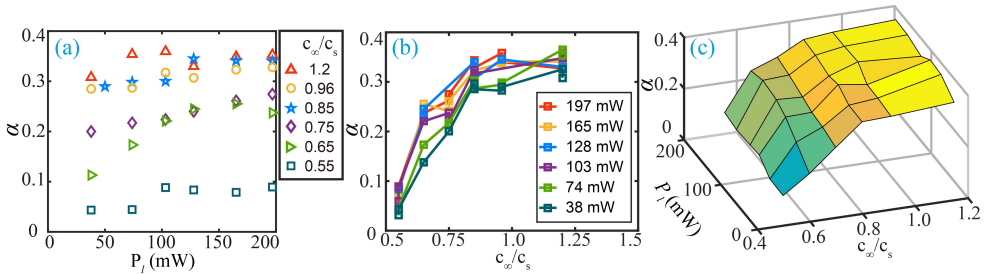 (a)
α
0.4
0.3
0.2
0.1
0
0
50
100
150
200
P_l (mW)
c∞/cs
1.2
0.96
0.85
0.75
0.65
0.55
(b)
α
0.4
0.3
0.2
0.1
0
0.5
0.75
1.0
1.25
1.5
c∞/cs
197 mW
165 mW
128 mW
103 mW
74 mW
38 mW
(c)
α
0.4
0.2
0
200
100
0
P_l (mW)
0.4
0.6
0.8
1.0
1.2
c∞/cs